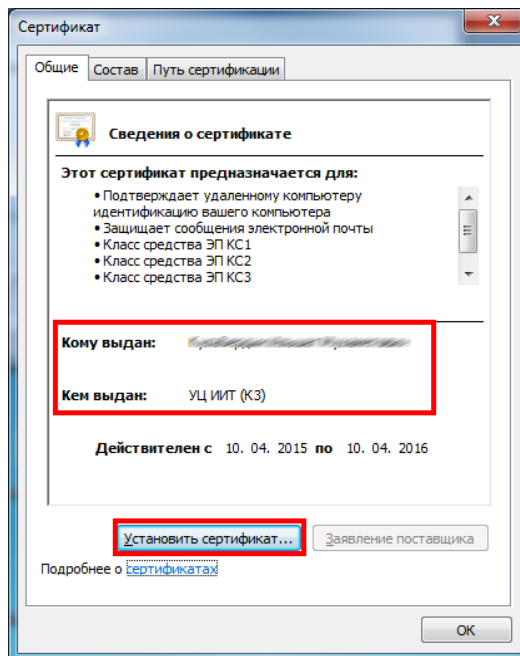 Сертификат
Общие Состав Путь сертификации
Сведения о сертификате
Этот сертификат предназначается для:
• Подтверждает удаленному компьютеру
идентификацию вашего компьютера
• Защищает сообщения электронной почты
• Класс средства ЭП КС1
• Класс средства ЭП КС2
• Класс средства ЭП КС3
Кому выдан:
Кем выдан: УЦ ИИТ (К3)
Действителен с 10. 04. 2015 по 10. 04. 2016
Установить сертификат... Заявление поставщика
Подробнее о сертификатах
ОК